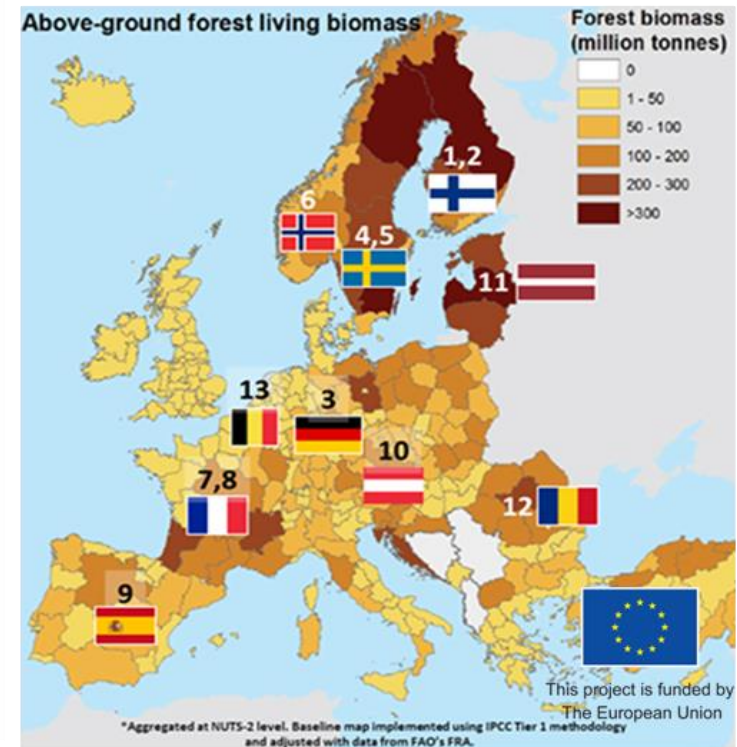 Above-ground forest living biomass
Forest biomass
(million tonnes)
0
1 - 50
50 - 100
100 - 200
200 - 300
>300
1,2
6
4,5
11
13
3
10
7,8
12
9
This project is funded by
The European Union
*Aggregated at NUTS-2 level. Baseline map implemented using IPCC Tier 1 methodology
and adjusted with data from FAO's FRA.